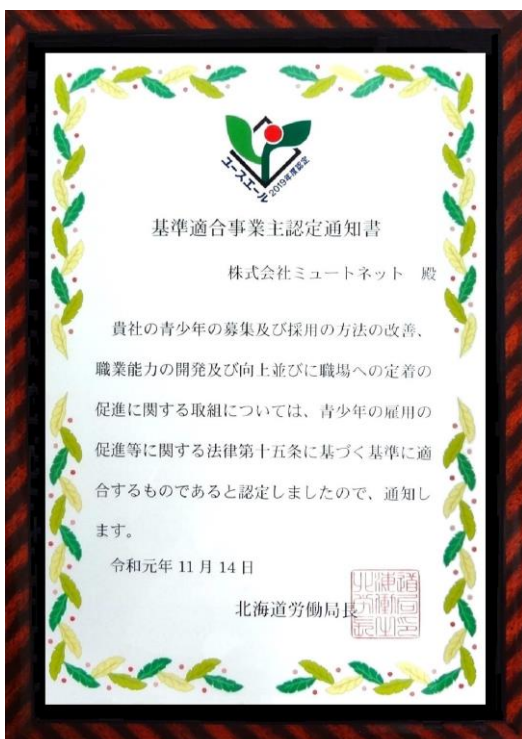 ユースエール
2019年度認定
基準適合事業主認定通知書
株式会社ミュートネット 殿
貴社の青少年の募集及び採用の方法の改善、
職業能力の開発及び向上並びに職場への定着の
促進に関する取組については、青少年の雇用の
促進等に関する法律第十五条に基づく基準に適
合するものであると認定しましたので、通知し
ます。
令和元年 11 月 14 日
北海道労働局長